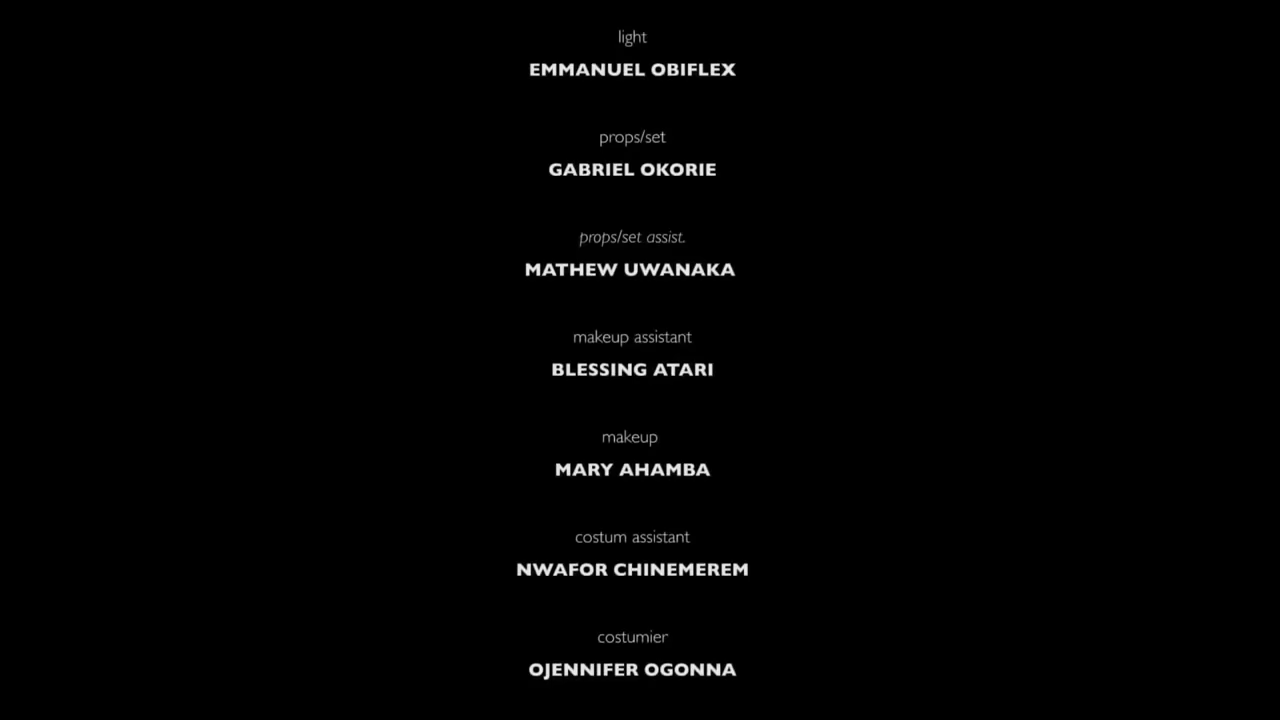 light
EMMANUEL OBIFLEX
props/set
GABRIEL OKORIE
props/set assist.
MATHEW UWANAKA
makeup assistant
BLESSING ATARI
makeup
MARY AHAMBA
costum assistant
NWAFOR CHINEMEREM
costumier
OJENNIFER OGONNA